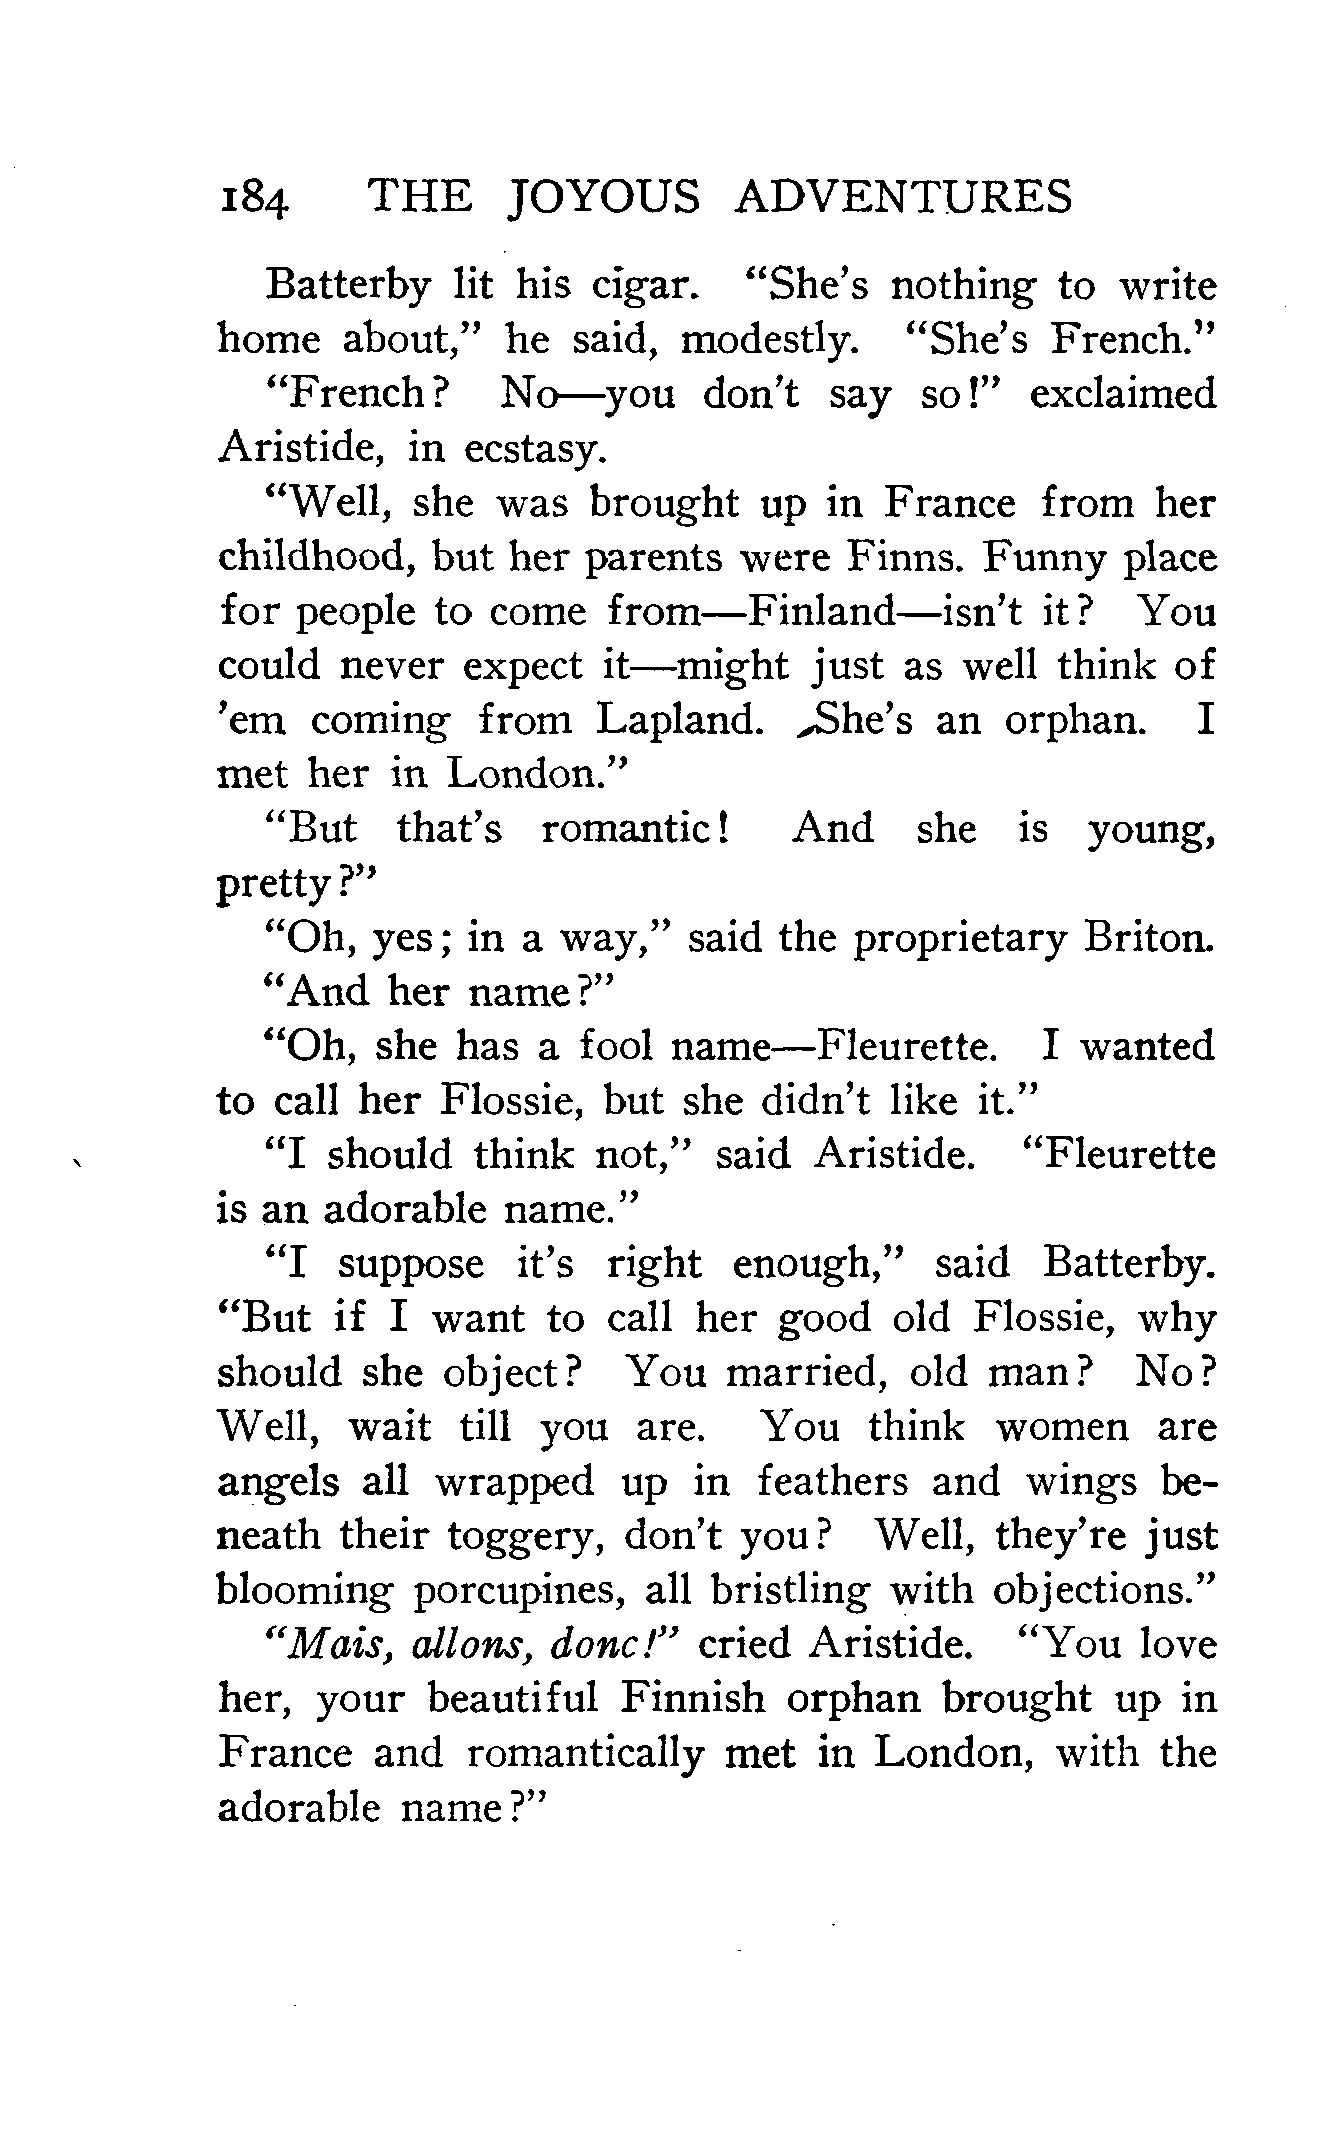 184 THE JOYOUS ADVENTURES
Batterby lit his cigar. “She’s nothing to write
home about,” he said, modestly. “She’s French.”
“French? No—you don’t say so!” exclaimed
Aristide, in ecstasy.
“Well, she was brought up in France from her
childhood, but her parents were Finns. Funny place
for people to come from—Finland—isn’t it? You
could never expect it—might just as well think of
’em coming from Lapland. She’s an orphan. I
met her in London.”
“But that’s romantic! And she is young,
pretty?”
“Oh, yes; in a way,” said the proprietary Briton.
“And her name?”
“Oh, she has a fool name—Fleurette. I wanted
to call her Flossie, but she didn’t like it.”
“I should think not,” said Aristide. “Fleurette
is an adorable name.”
“I suppose it’s right enough,” said Batterby.
“But if I want to call her good old Flossie, why
should she object? You married, old man? No?
Well, wait till you are. You think women are
angels all wrapped up in feathers and wings be-
neath their toggery, don’t you? Well, they’re just
blooming porcupines, all bristling with objections.”
“Mais, allons, donc!” cried Aristide. “You love
her, your beautiful Finnish orphan brought up in
France and romantically met in London, with the
adorable name?”